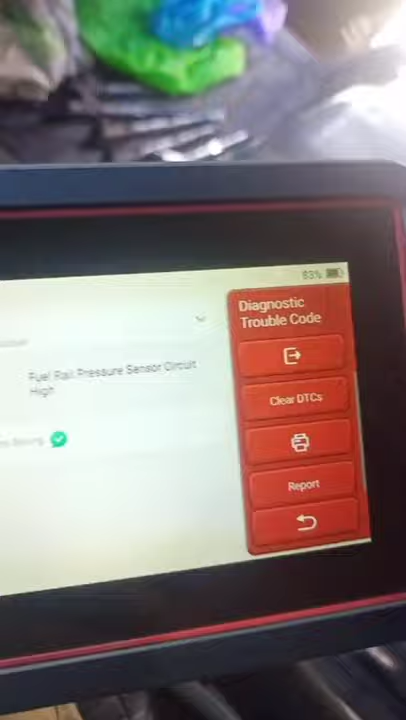 83%
Diagnostic
Trouble Code
Fuel Rail Pressure Sensor Circuit
High
Clear DTCs
Report